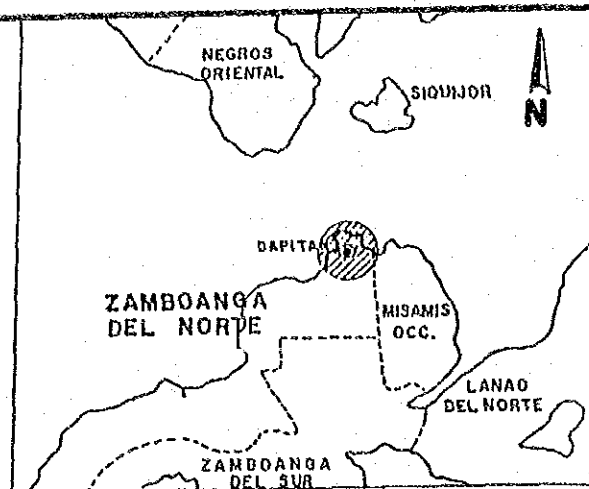 NEGROS
ORIENTAL
SIQUIJOR
N
DAPITAN
ZAMBOANGA
DEL NORTE
MISAMIS
OCC.
LANAO
DEL NORTE
ZAMBOANGA
DEL SUR